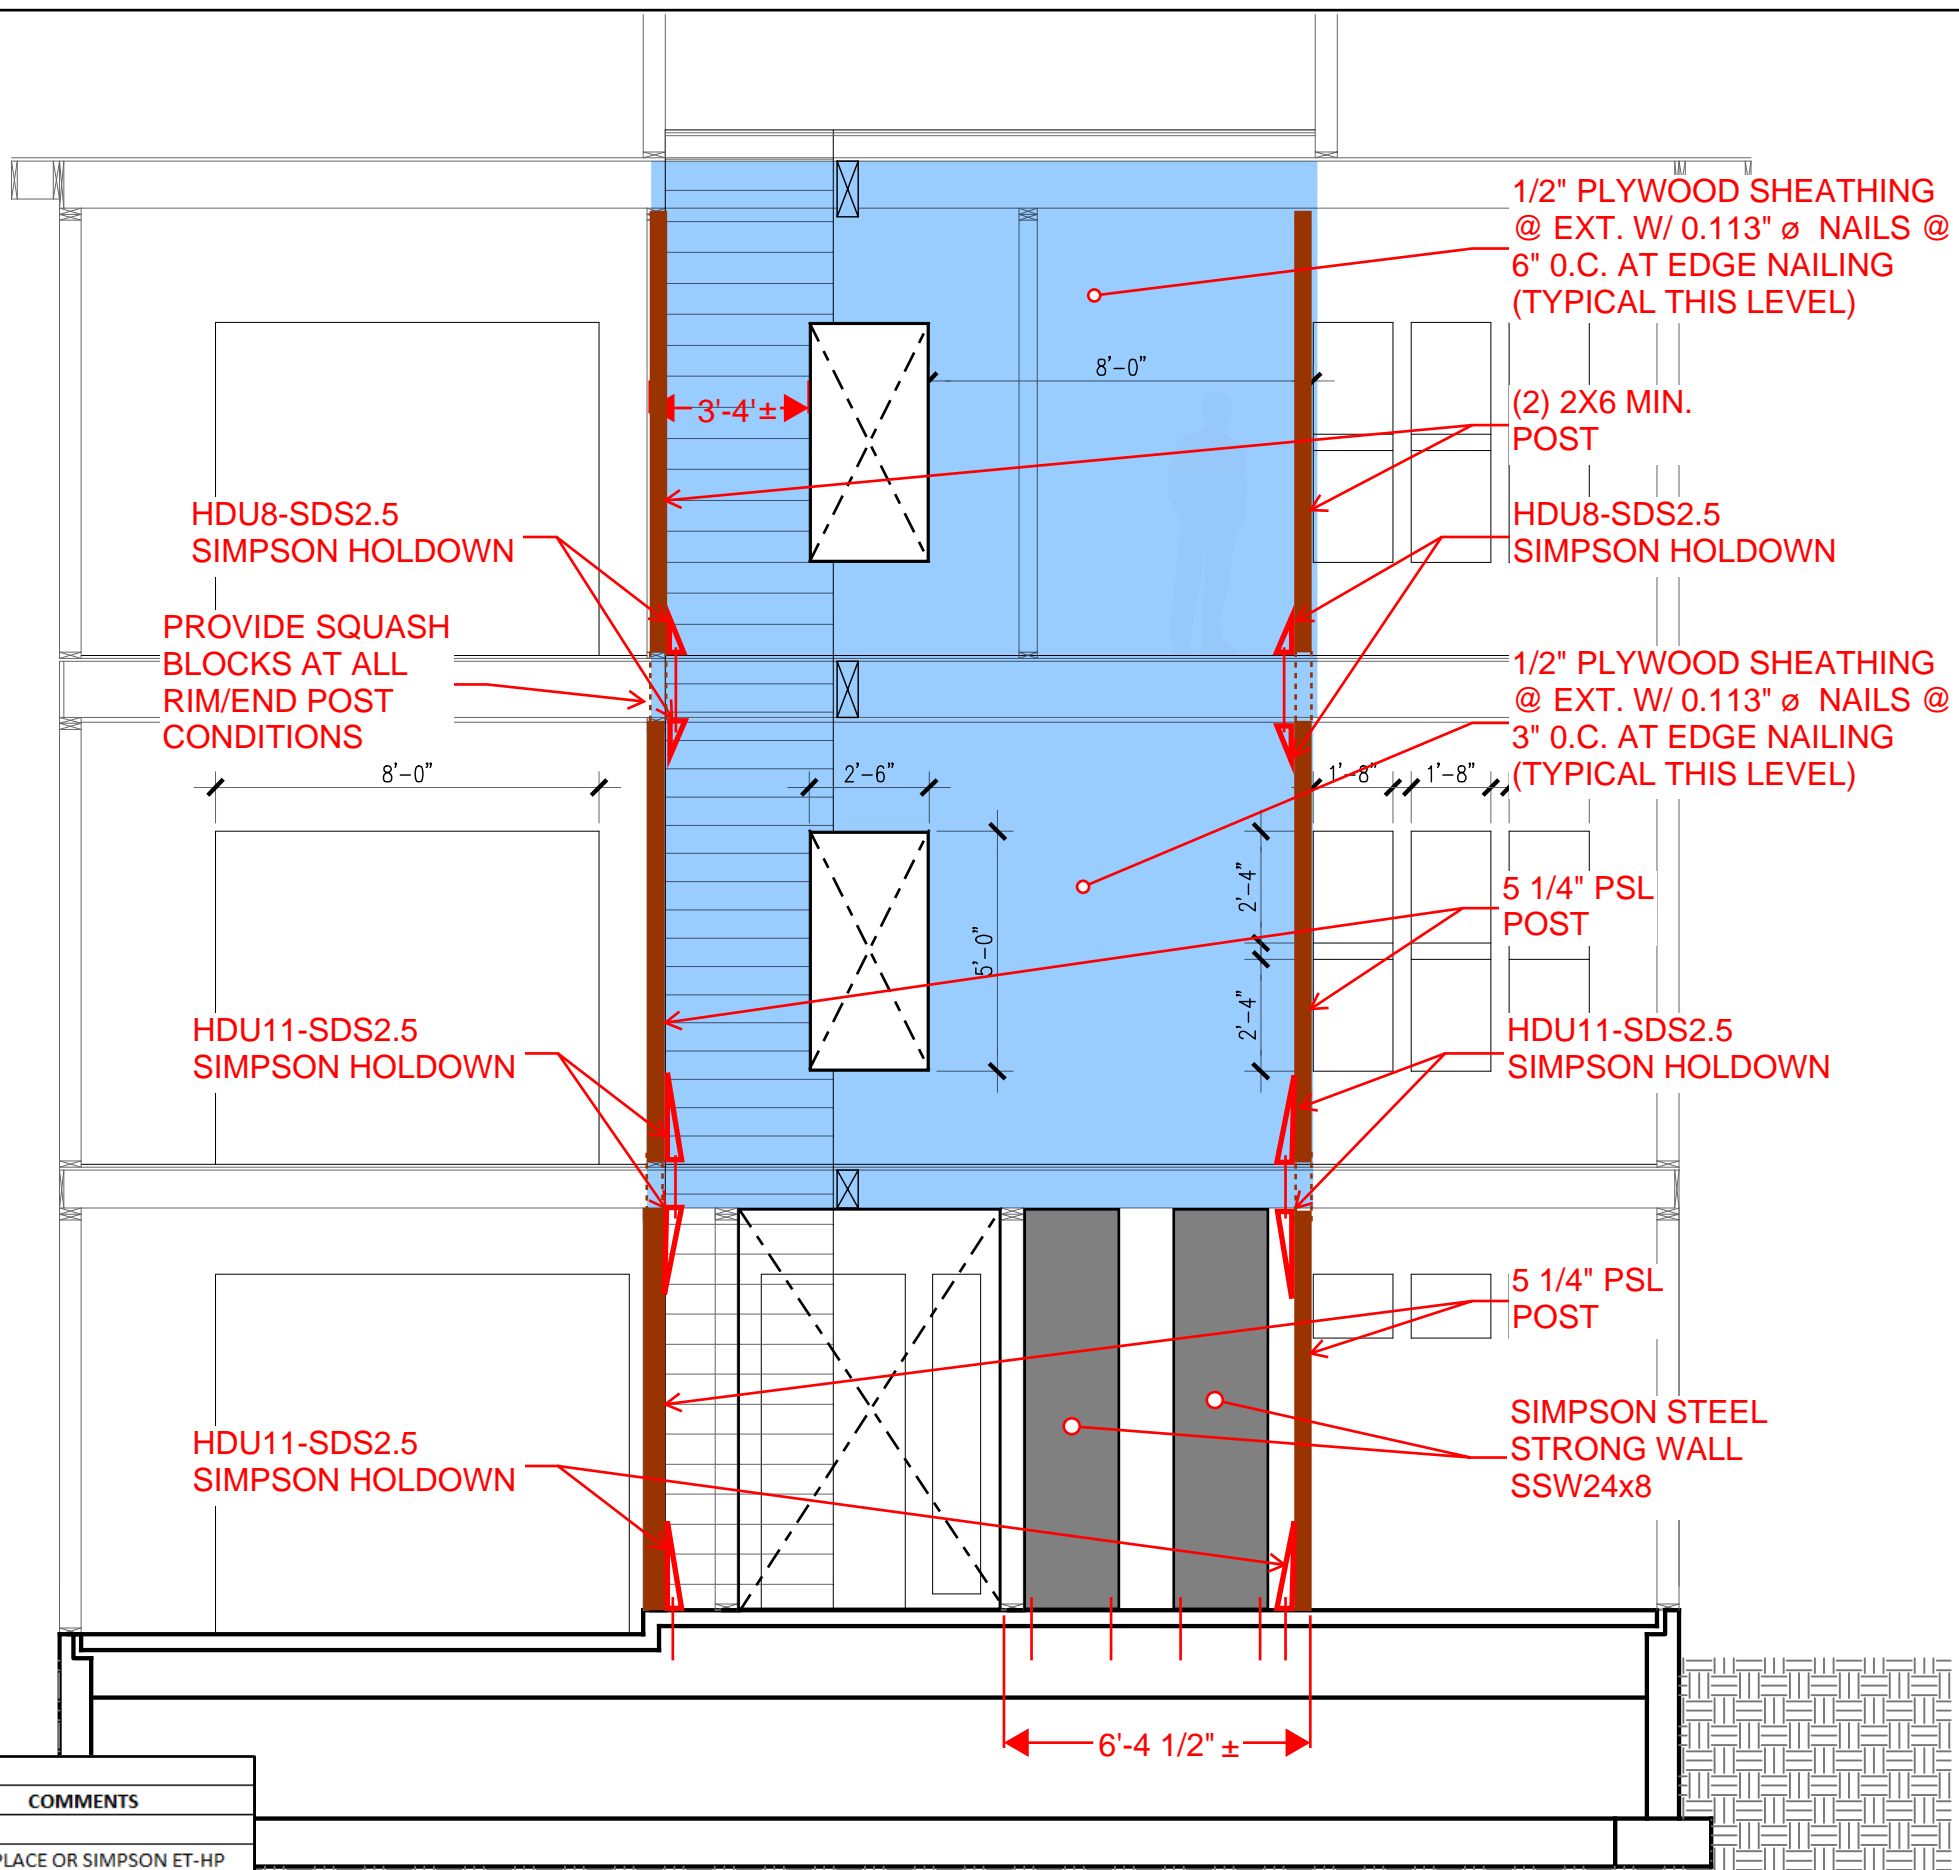 1/2" PLYWOOD SHEATHING
@ EXT. W/ 0.113" ø NAILS @
6" 0.C. AT EDGE NAILING
(TYPICAL THIS LEVEL)
8'-0"
3'-4'±
(2) 2X6 MIN.
POST
HDU8-SDS2.5
SIMPSON HOLDOWN
HDU8-SDS2.5
SIMPSON HOLDOWN
PROVIDE SQUASH
BLOCKS AT ALL
RIM/END POST
CONDITIONS
1/2" PLYWOOD SHEATHING
@ EXT. W/ 0.113" ø NAILS @
3" 0.C. AT EDGE NAILING
(TYPICAL THIS LEVEL)
8'-0"
2'-6"
1'-8"
1'-8"
2'-4"
5'-0"
2'-4"
5 1/4" PSL
POST
HDU11-SDS2.5
SIMPSON HOLDOWN
HDU11-SDS2.5
SIMPSON HOLDOWN
5 1/4" PSL
POST
SIMPSON STEEL
STRONG WALL
SSW24x8
HDU11-SDS2.5
SIMPSON HOLDOWN
6'-4 1/2" ±
COMMENTS
PLACE OR SIMPSON ET-HP